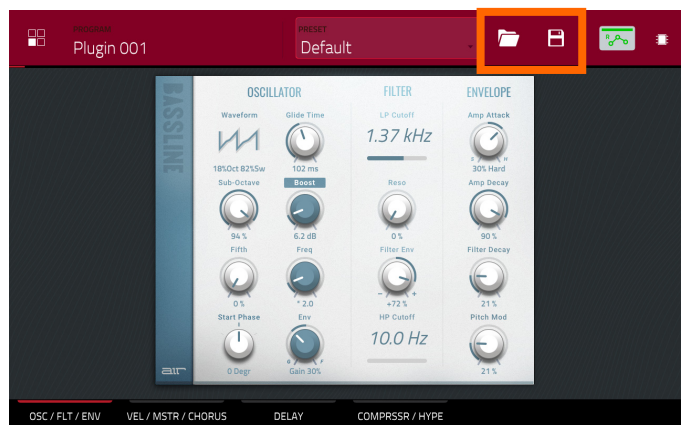 PROGRAM
Plugin 001
PRESET
Default
BASSLINE
OSCILLATOR
FILTER
ENVELOPE
Waveform
Glide Time
LP Cutoff
Amp Attack
1.37 kHz
S
H
18%Oct 82%Sw
102 ms
30% Hard
Sub-Octave
Boost
Reso
Amp Decay
94 %
6.2 dB
0 %
90 %
Fifth
Freq
Filter Env
Filter Decay
- +
0 %
* 2.0
+72 %
21 %
Start Phase
Env
HP Cutoff
Pitch Mod
10.0 Hz
0 Degr
Gain 30%
21 %
air
OSC / FLT / ENV
VEL / MSTR / CHORUS
DELAY
COMPRSSR / HYPE